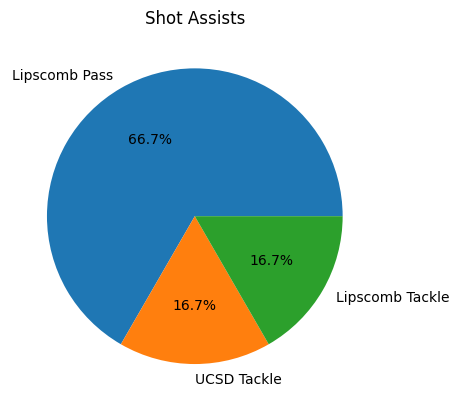 Shot Assists
Lipscomb Pass
66.7%
16.7%
Lipscomb Tackle
16.7%
UCSD Tackle